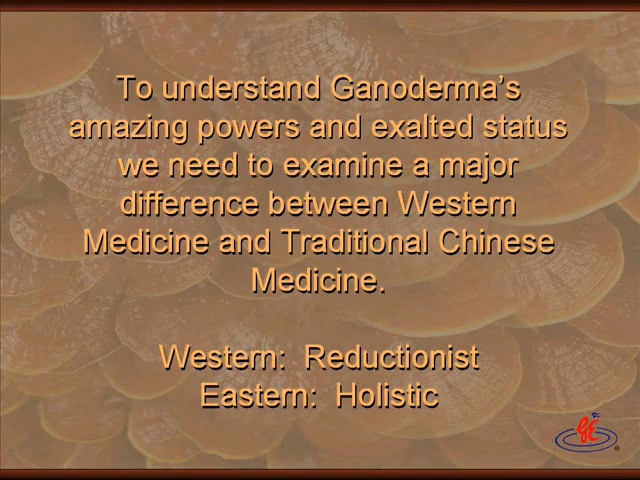 To understand Ganoderma's
amazing powers and exalted status
we need to examine a major
difference between Western
Medicine and Traditional Chinese
Medicine.
Western:  Reductionist
Eastern:  Holistic
®